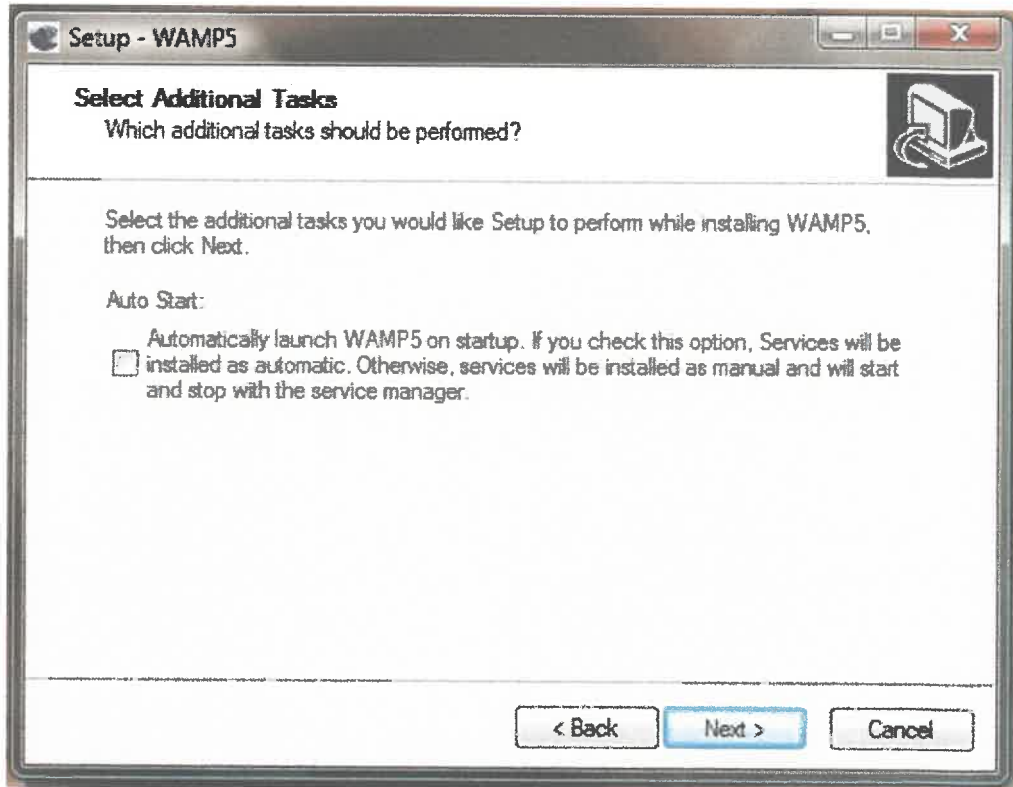 Setup - WAMP5
Select Additional Tasks
Which additional tasks should be performed?
Select the additional tasks you would like Setup to perform while installing WAMP5,
then click Next.
Auto Start:
Automatically launch WAMP5 on startup. If you check this option, Services will be
installed as automatic. Otherwise, services will be installed as manual and will start
and stop with the service manager.
< Back
Next >
Cancel